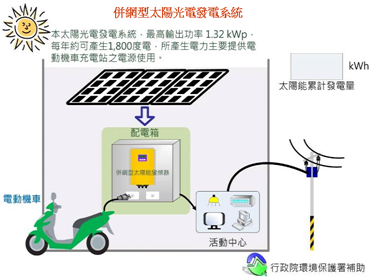 併網型太陽光電發電系統
本太陽光電發電系統，最高輸出功率 1.32 kWp，
每年約可產生1,800度電，所產生電力主要提供電
動機車充電站之電源使用。
kWh
太陽能累計發電量
配電箱
併網型太陽能變頻器
電動機車
活動中心
行政院環境保護署補助